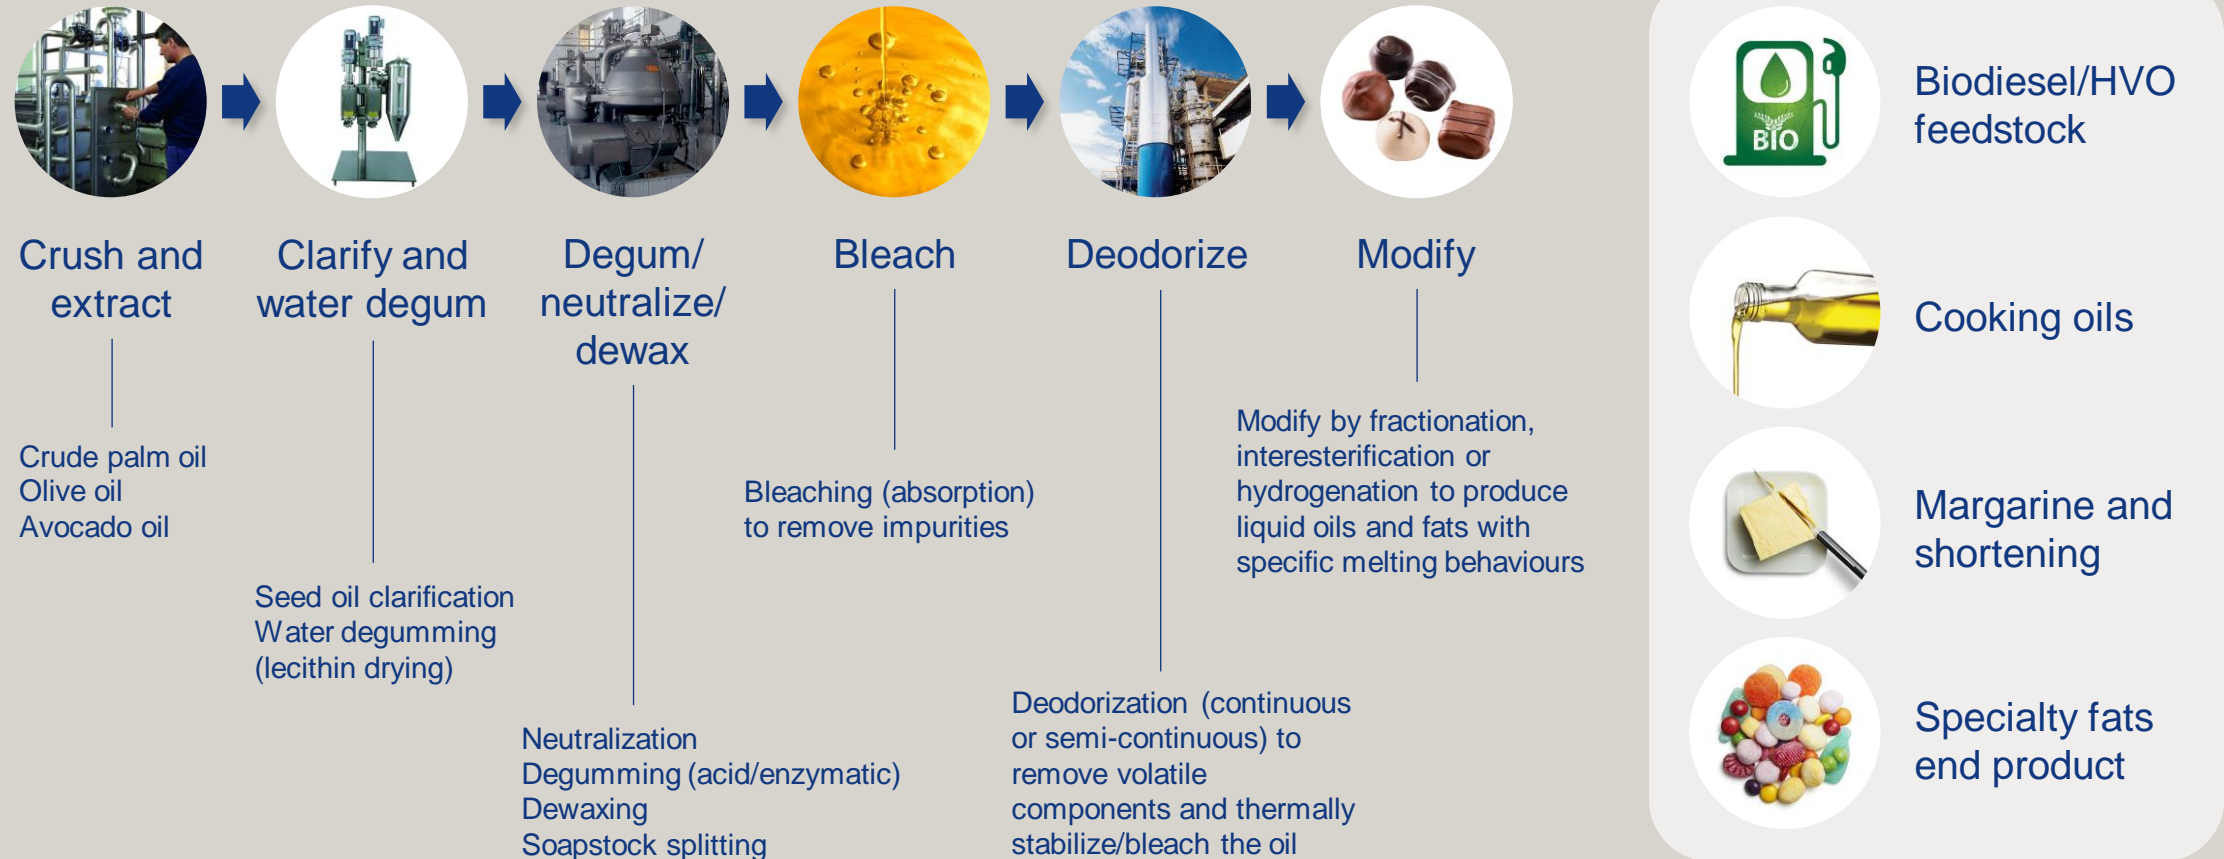 Crush and
extract
Crude palm oil
Olive oil
Avocado oil
Clarify and
water degum
Seed oil clarification
Water degumming
(lecithin drying)
Degum/
neutralize/
dewax
Neutralization
Degumming (acid/enzymatic)
Dewaxing
Soapstock splitting
Bleach
Bleaching (absorption)
to remove impurities
Deodorize
Deodorization (continuous
or semi-continuous) to
remove volatile
components and thermally
stabilize/bleach the oil
Modify
Modify by fractionation,
interesterification or
hydrogenation to produce
liquid oils and fats with
specific melting behaviours
BIO
Biodiesel/HVO
feedstock
Cooking oils
Margarine and
shortening
Specialty fats
end product